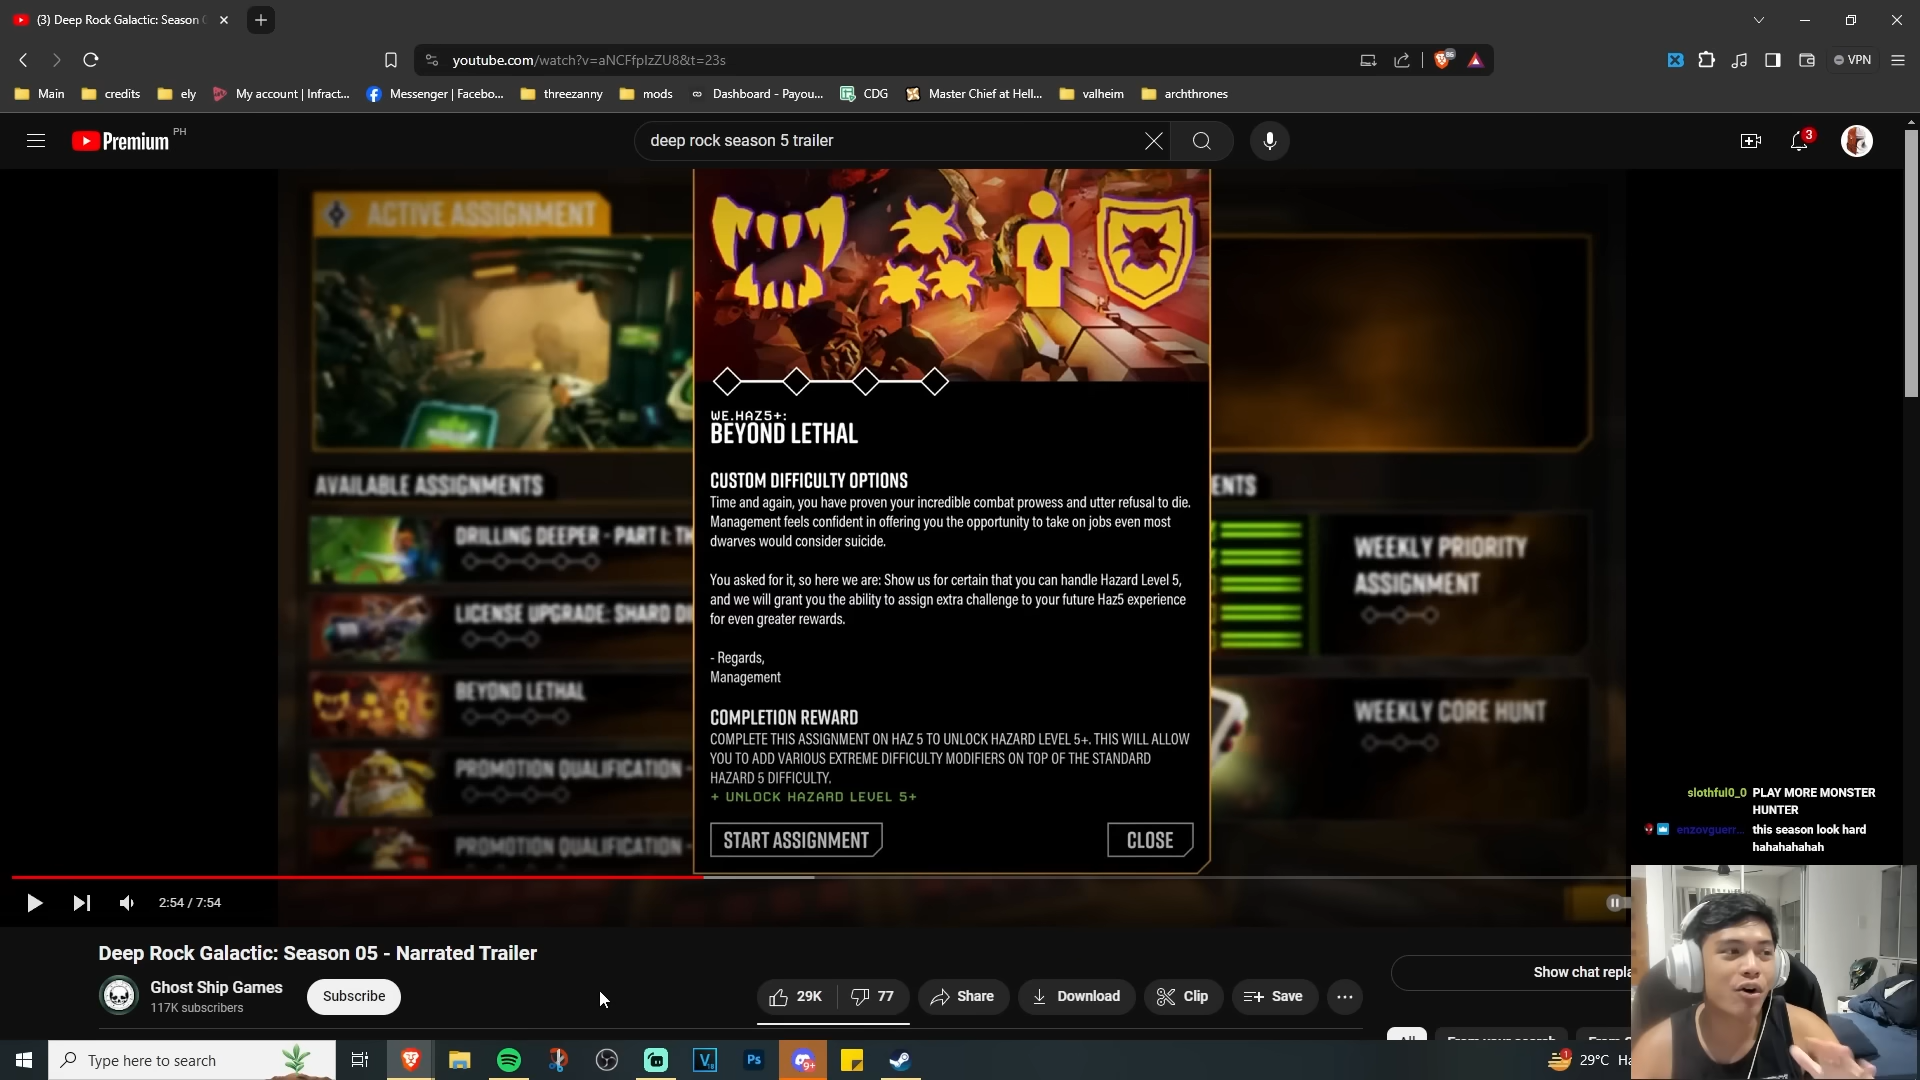 (3) Deep Rock Galactic: Season
youtube.com/watch?v=aNCFfpIzZU8&t=23s
VPN
Main
credits
ely
My account | Infract...
Messenger | Facebo...
threezanny
mods
Dashboard - Payou...
CDG
Master Chief at Hell...
valheim
archthrones
Premium PH
deep rock season 5 trailer
3
ACTIVE ASSIGNMENT
WE.HAZ5+:
BEYOND LETHAL
CUSTOM DIFFICULTY OPTIONS
Time and again, you have proven your incredible combat prowess and utter refusal to die.
Management feels confident in offering you the opportunity to take on jobs even most
dwarves would consider suicide.
You asked for it, so here we are: Show us for certain that you can handle Hazard Level 5,
and we will grant you the ability to assign extra challenge to your future Haz5 experience
for even greater rewards.
- Regards,
Management
COMPLETION REWARD
COMPLETE THIS ASSIGNMENT ON HAZ 5 TO UNLOCK HAZARD LEVEL 5+. THIS WILL ALLOW
YOU TO ADD VARIOUS EXTREME DIFFICULTY MODIFIERS ON TOP OF THE STANDARD
HAZARD 5 DIFFICULTY.
+ UNLOCK HAZARD LEVEL 5+
START ASSIGNMENT
CLOSE
AVAILABLE ASSIGNMENTS
DRILLING DEEPER - PART I: TH
LICENSE UPGRADE: SHARD DI
BEYOND LETHAL
PROMOTION QUALIFICATION -
PROMOTION QUALIFICATION -
ENTS
WEEKLY PRIORITY
ASSIGNMENT
WEEKLY CORE HUNT
slothful0_0 PLAY MORE MONSTER
HUNTER
enzovguerr... this season look hard
hahahahahah
2:54 / 7:54
Deep Rock Galactic: Season 05 - Narrated Trailer
Ghost Ship Games
117K subscribers
Subscribe
29K
77
Share
Download
Clip
Save
Show chat repla
All
From your search
Type here to search
Ps
9+
1
29°C Ha